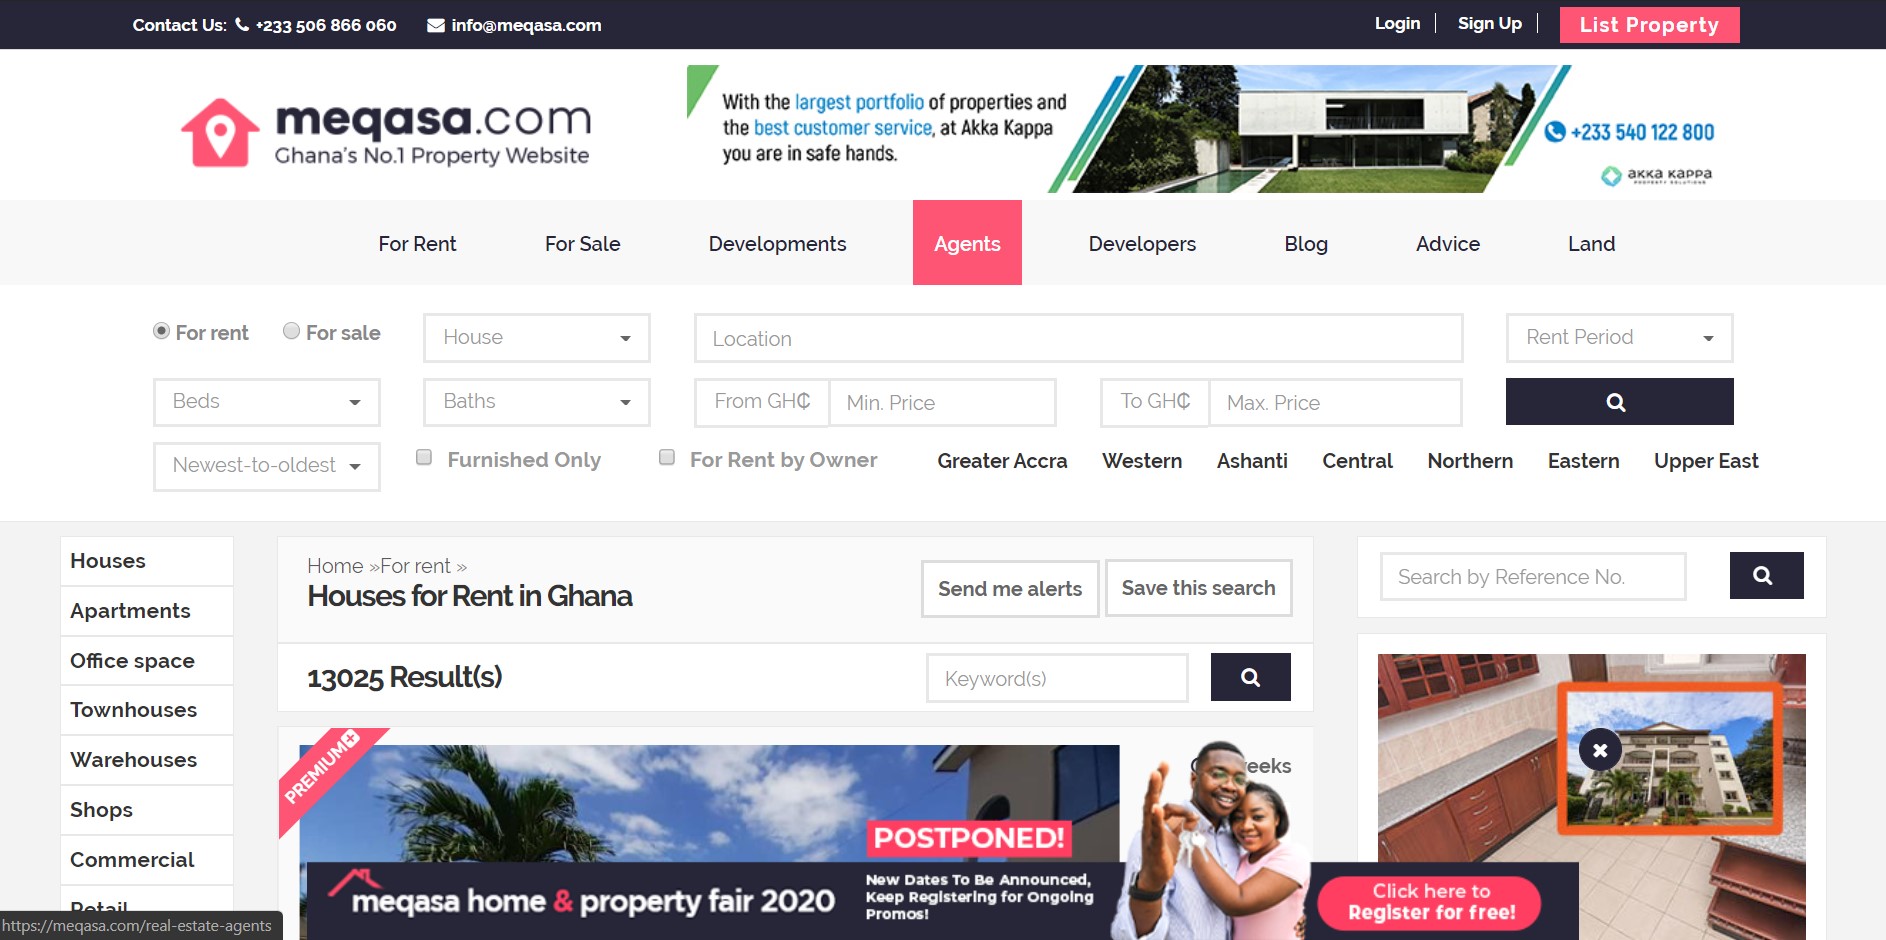 Contact Us: +233 506 866 060 info@meqasa.com
Login Sign Up List Property
meqasa.com
Ghana's No.1 Property Website
With the largest portfolio of properties and
the best customer service, at Akka Kappa
you are in safe hands.
+233 540 122 800
AKKA KAPPA
PROPERTY SOLUTIONS
For Rent For Sale Developments Agents Developers Blog Advice Land
For rent For sale House Location Rent Period
Beds Baths From GH₵ Min. Price To GH₵ Max. Price
Newest-to-oldest Furnished Only For Rent by Owner Greater Accra Western Ashanti Central Northern Eastern Upper East
Houses
Apartments
Office space
Townhouses
Warehouses
Shops
Commercial
Retail
Home »For rent »
Houses for Rent in Ghana
Send me alerts Save this search
13025 Result(s)
Keyword(s)
Search by Reference No.
PREMIUM+
POSTPONED!
meqasa home & property fair 2020
New Dates To Be Announced,
Keep Registering for Ongoing
Promos!
Click here to
Register for free!
https://meqasa.com/real-estate-agents